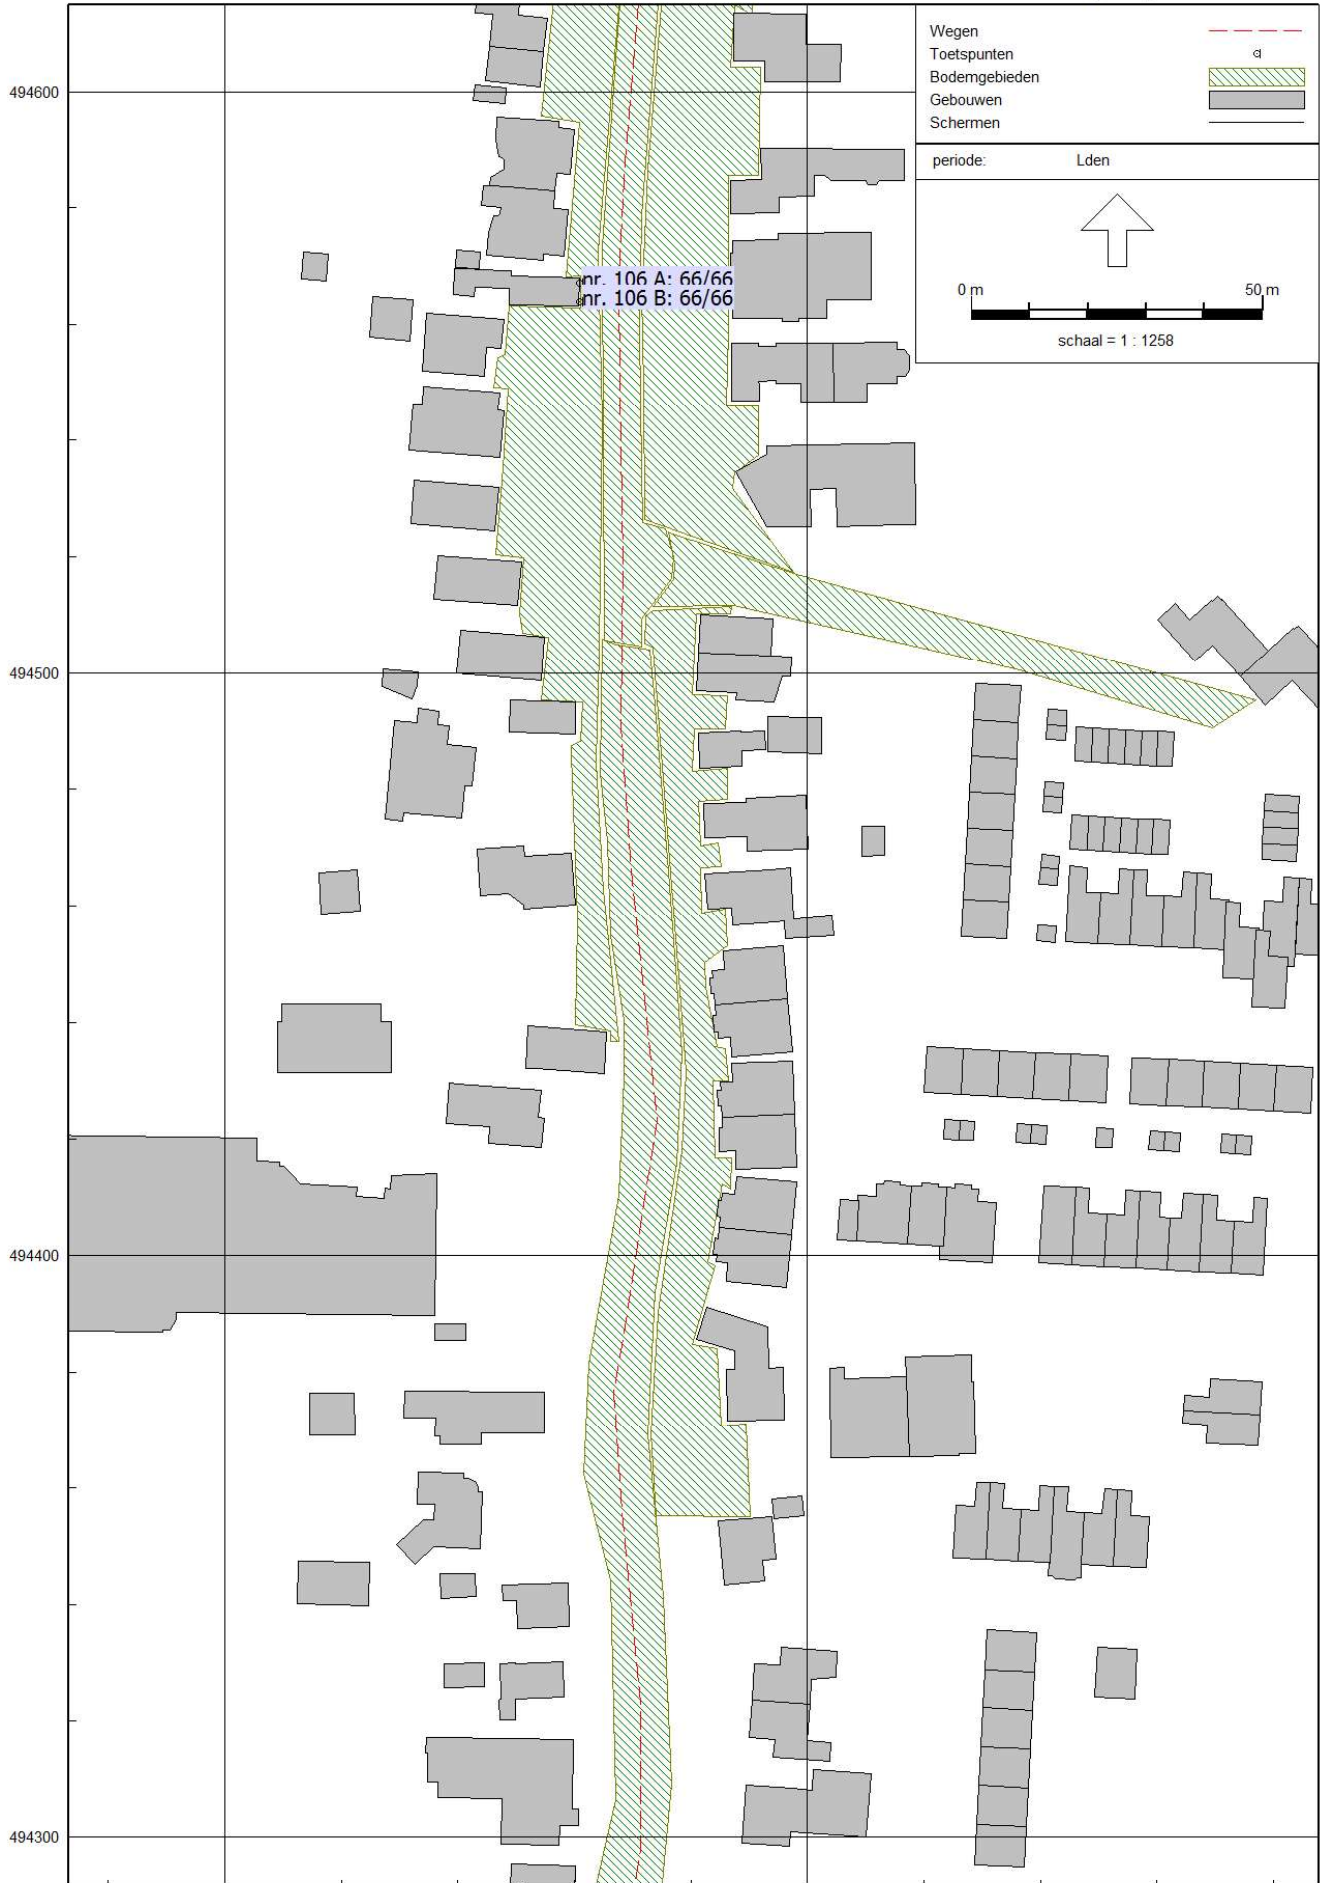 Wegen
Toetspunten
Bodemgebieden
Gebouwen
Schermen
periode: Lden
0 m 50 m
schaal = 1 : 1258
494600
nr. 106 A: 66/66
nr. 106 B: 66/66
494500
494400
494300